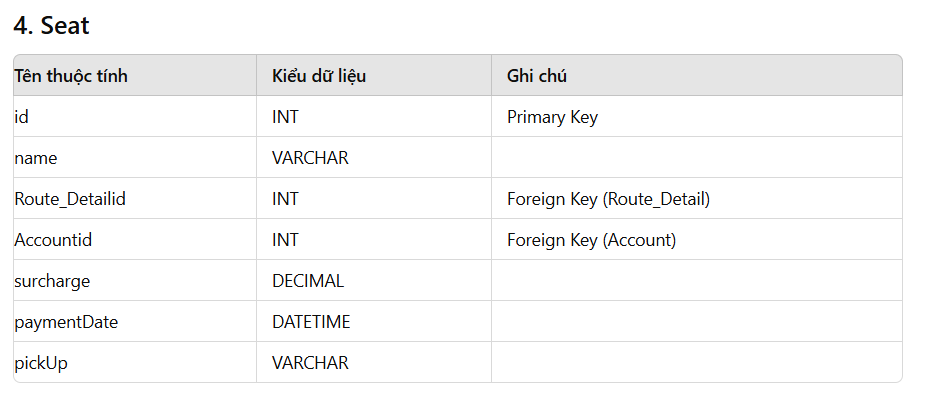 4. Seat
Tên thuộc tính Kiểu dữ liệu Ghi chú
id INT Primary Key
name VARCHAR
Route_Detailid INT Foreign Key (Route_Detail)
Accountid INT Foreign Key (Account)
surcharge DECIMAL
paymentDate DATETIME
pickUp VARCHAR